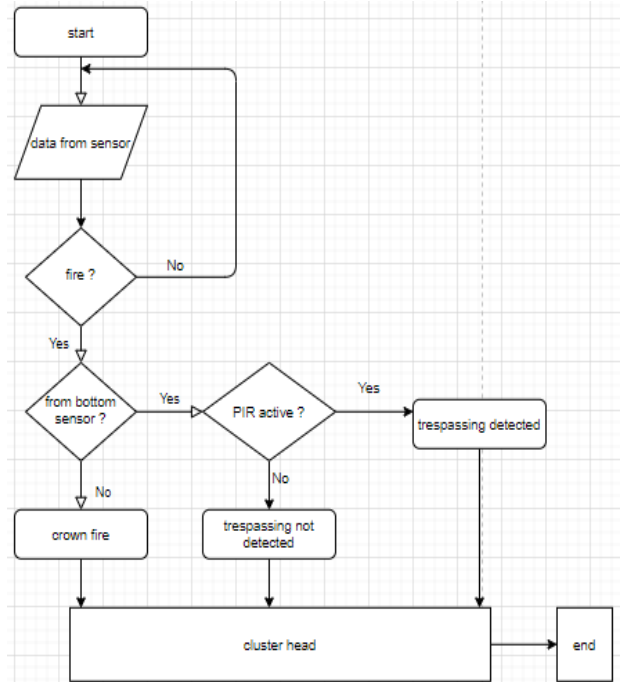 start
data from sensor
fire ?
No
Yes
from bottom
sensor ?
Yes
PIR active ?
Yes
trespassing detected
No
No
crown fire
trespassing not
detected
cluster head
end